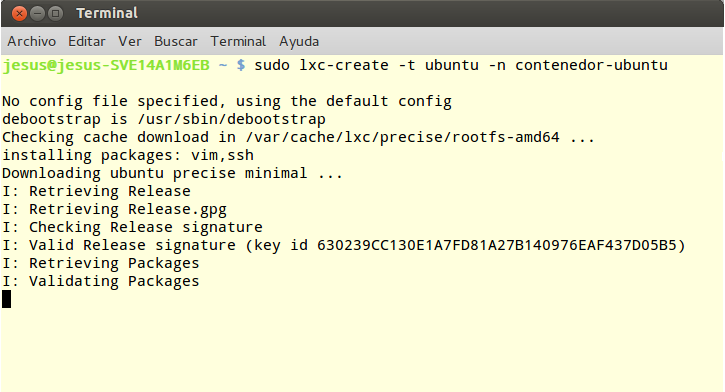 Terminal
Archivo Editar Ver Buscar Terminal Ayuda
jesus@jesus-SVE14A1M6EB ~ $ sudo lxc-create -t ubuntu -n contenedor-ubuntu
No config file specified, using the default config
debootstrap is /usr/sbin/debootstrap
Checking cache download in /var/cache/lxc/precise/rootfs-amd64 ...
installing packages: vim,ssh
Downloading ubuntu precise minimal ...
I: Retrieving Release
I: Retrieving Release.gpg
I: Checking Release signature
I: Valid Release signature (key id 630239CC130E1A7FD81A27B140976EAF437D05B5)
I: Retrieving Packages
I: Validating Packages